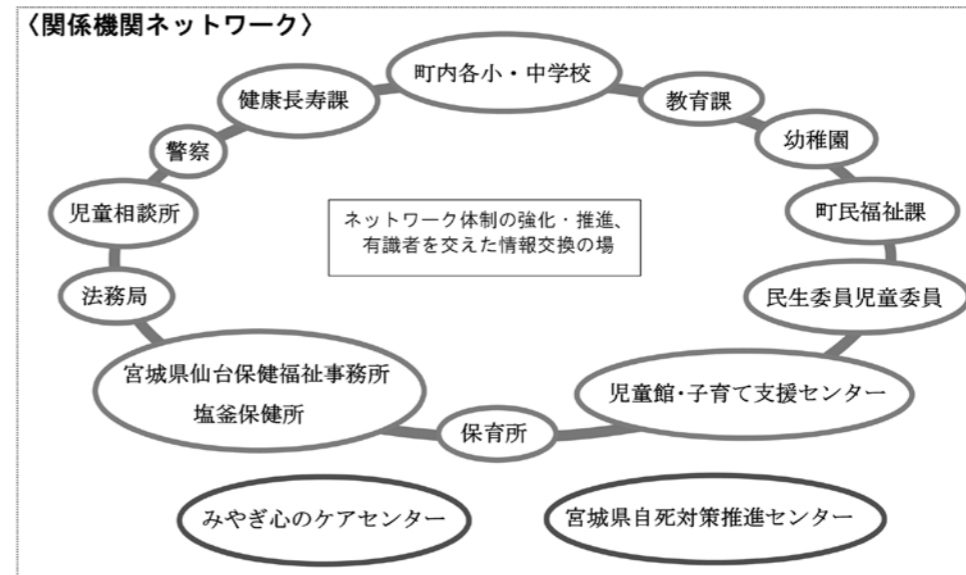 〈関係機関ネットワーク〉
町内各小・中学校
健康長寿課
教育課
警察
幼稚園
児童相談所
町民福祉課
ネットワーク体制の強化・推進、
有識者を交えた情報交換の場
法務局
民生委員児童委員
宮城県仙台保健福祉事務所
塩釜保健所
児童館・子育て支援センター
保育所
みやぎ心のケアセンター
宮城県自死対策推進センター